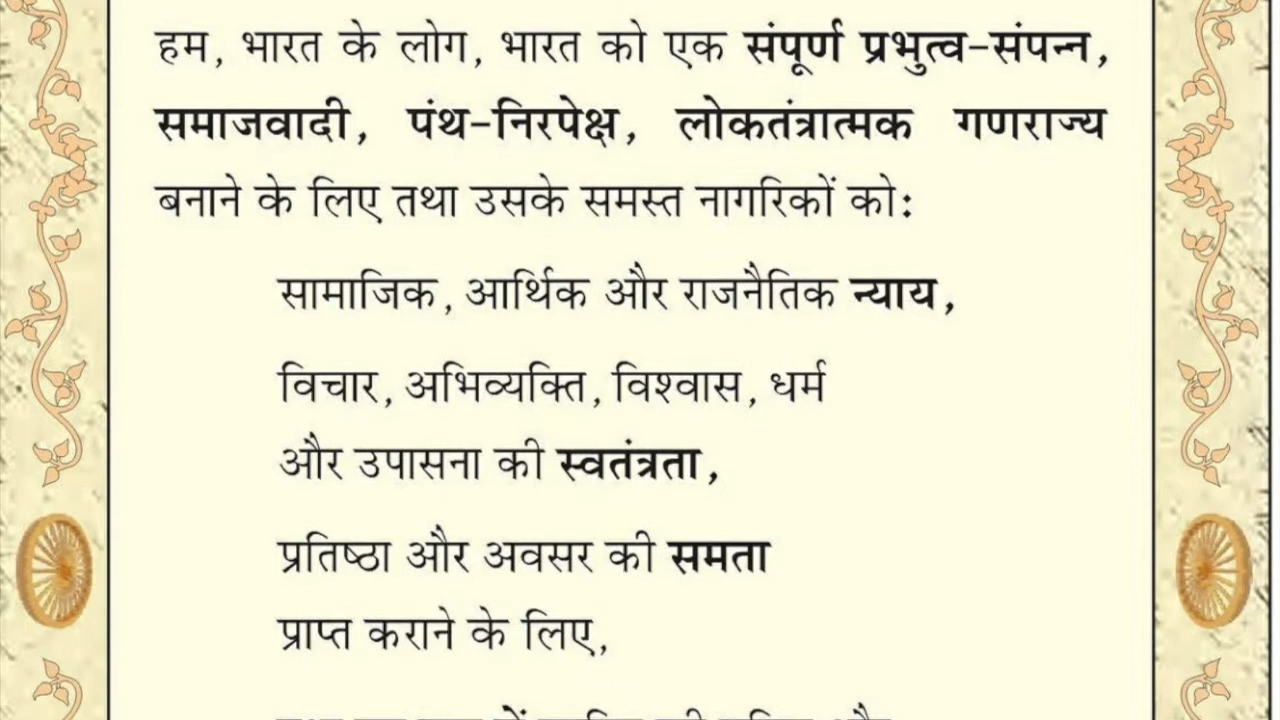 हम, भारत के लोग, भारत को एक संपूर्ण प्रभुत्व-संपन्न,
समाजवादी, पंथ-निरपेक्ष, लोकतंत्रात्मक गणराज्य
बनाने के लिए तथा उसके समस्त नागरिकों को:
सामाजिक, आर्थिक और राजनैतिक न्याय,
विचार, अभिव्यक्ति, विश्वास, धर्म
और उपासना की स्वतंत्रता,
प्रतिष्ठा और अवसर की समता
प्राप्त कराने के लिए,